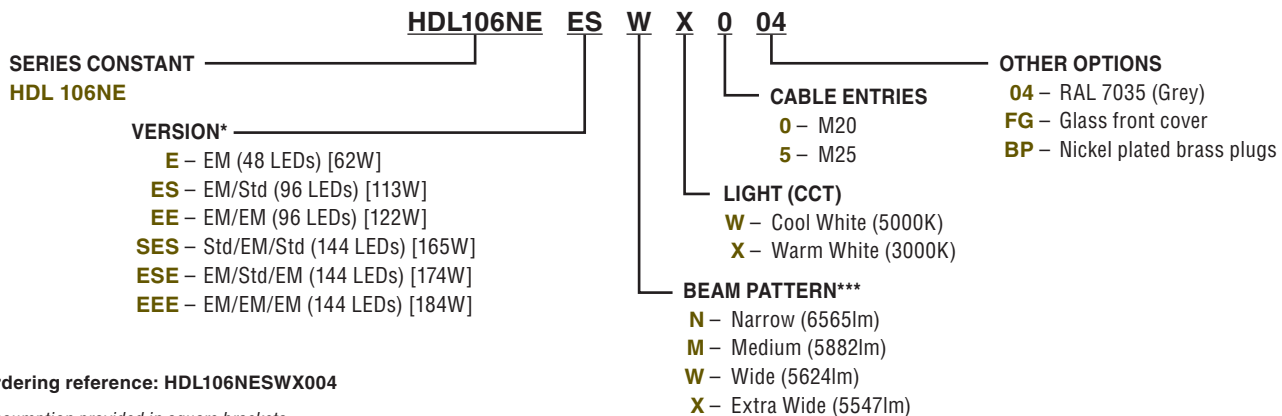 HDL106NE ES W X 0 04
SERIES CONSTANT
HDL 106NE
VERSION*
E – EM (48 LEDs) [62W]
ES – EM/Std (96 LEDs) [113W]
EE – EM/EM (96 LEDs) [122W]
SES – Std/EM/Std (144 LEDs) [165W]
ESE – EM/Std/EM (144 LEDs) [174W]
EEE – EM/EM/EM (144 LEDs) [184W]
BEAM PATTERN***
N – Narrow (6565lm)
M – Medium (5882lm)
W – Wide (5624lm)
X – Extra Wide (5547lm)
LIGHT (CCT)
W – Cool White (5000K)
X – Warm White (3000K)
CABLE ENTRIES
0 – M20
5 – M25
OTHER OPTIONS
04 – RAL 7035 (Grey)
FG – Glass front cover
BP – Nickel plated brass plugs
rdering reference: HDL106NESWX004
provided in square brackets